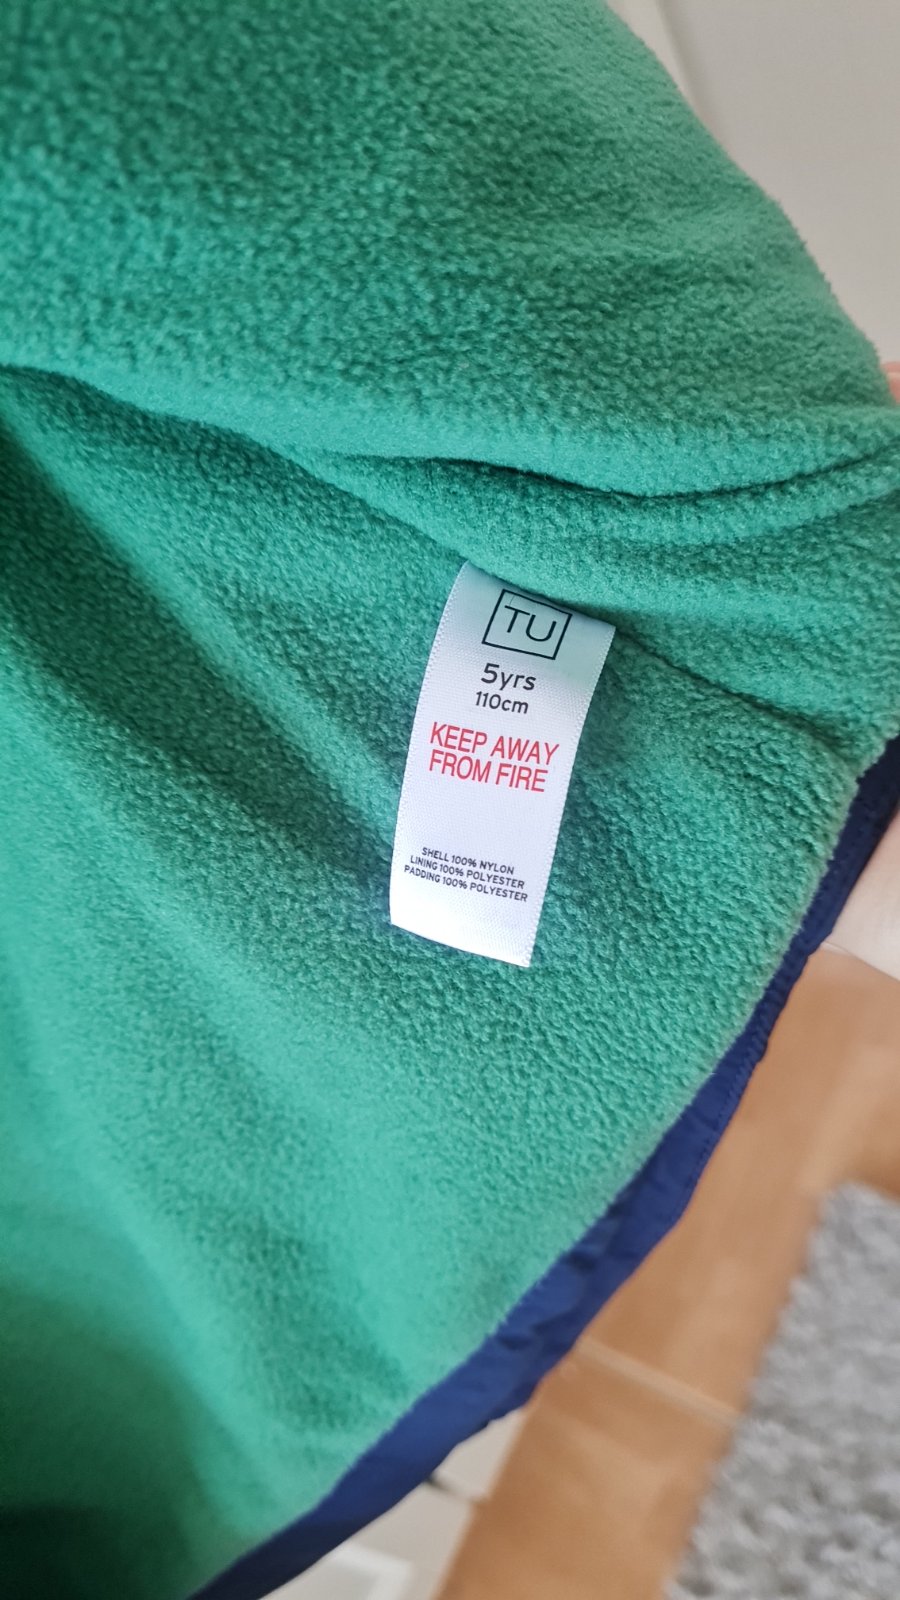 TU
5yrs
110cm
KEEP AWAY
FROM FIRE
SHELL 100% NYLON
LINING 100% POLYESTER
PADDING 100% POLYESTER